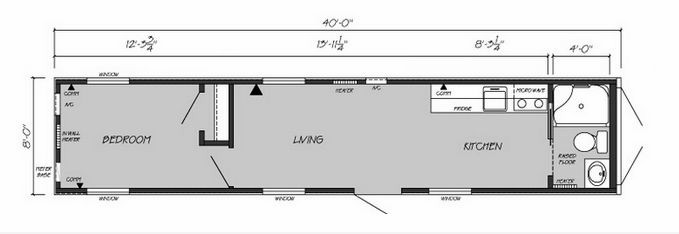 40'-0"
12'-3 3/4" 13'-11 1/4" 8'-3 1/4" 4'-0"
WINDOW WINDOW HEATER A/C
COMM COMM MICROWAVE
A/C FRIDGE
8'-0"
IN WALL HEATER
BEDROOM LIVING KITCHEN
RAISED FLOOR
METER BASE
COMM HEATER
WINDOW WINDOW WINDOW